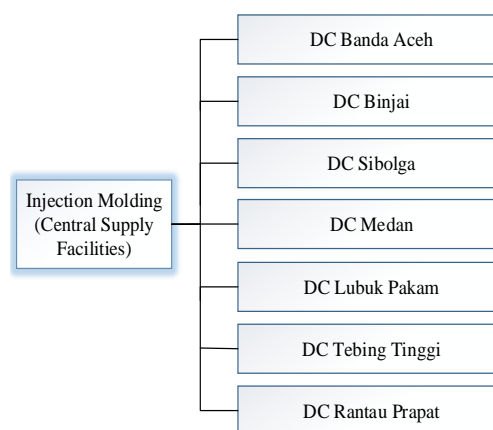 DC Banda Aceh
DC Binjai
DC Sibolga
Injection Molding
(Central Supply
Facilities)
DC Medan
DC Lubuk Pakam
DC Tebing Tinggi
DC Rantau Prapat